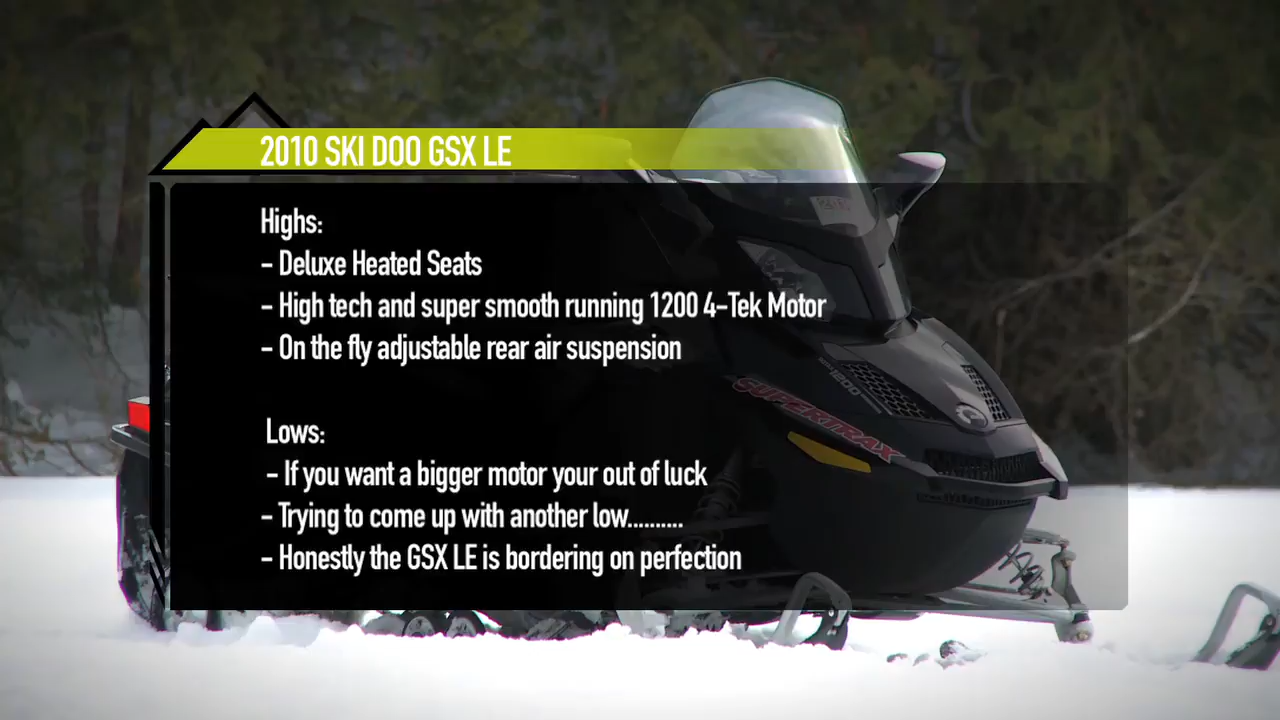 2010 SKI DOO GSX LE
Highs:
- Deluxe Heated Seats
- High tech and super smooth running 1200 4-Tek Motor
- On the fly adjustable rear air suspension
Lows:
- If you want a bigger motor your out of luck
- Trying to come up with another low..........
- Honestly the GSX LE is bordering on perfection
1200
SUPERTRAX